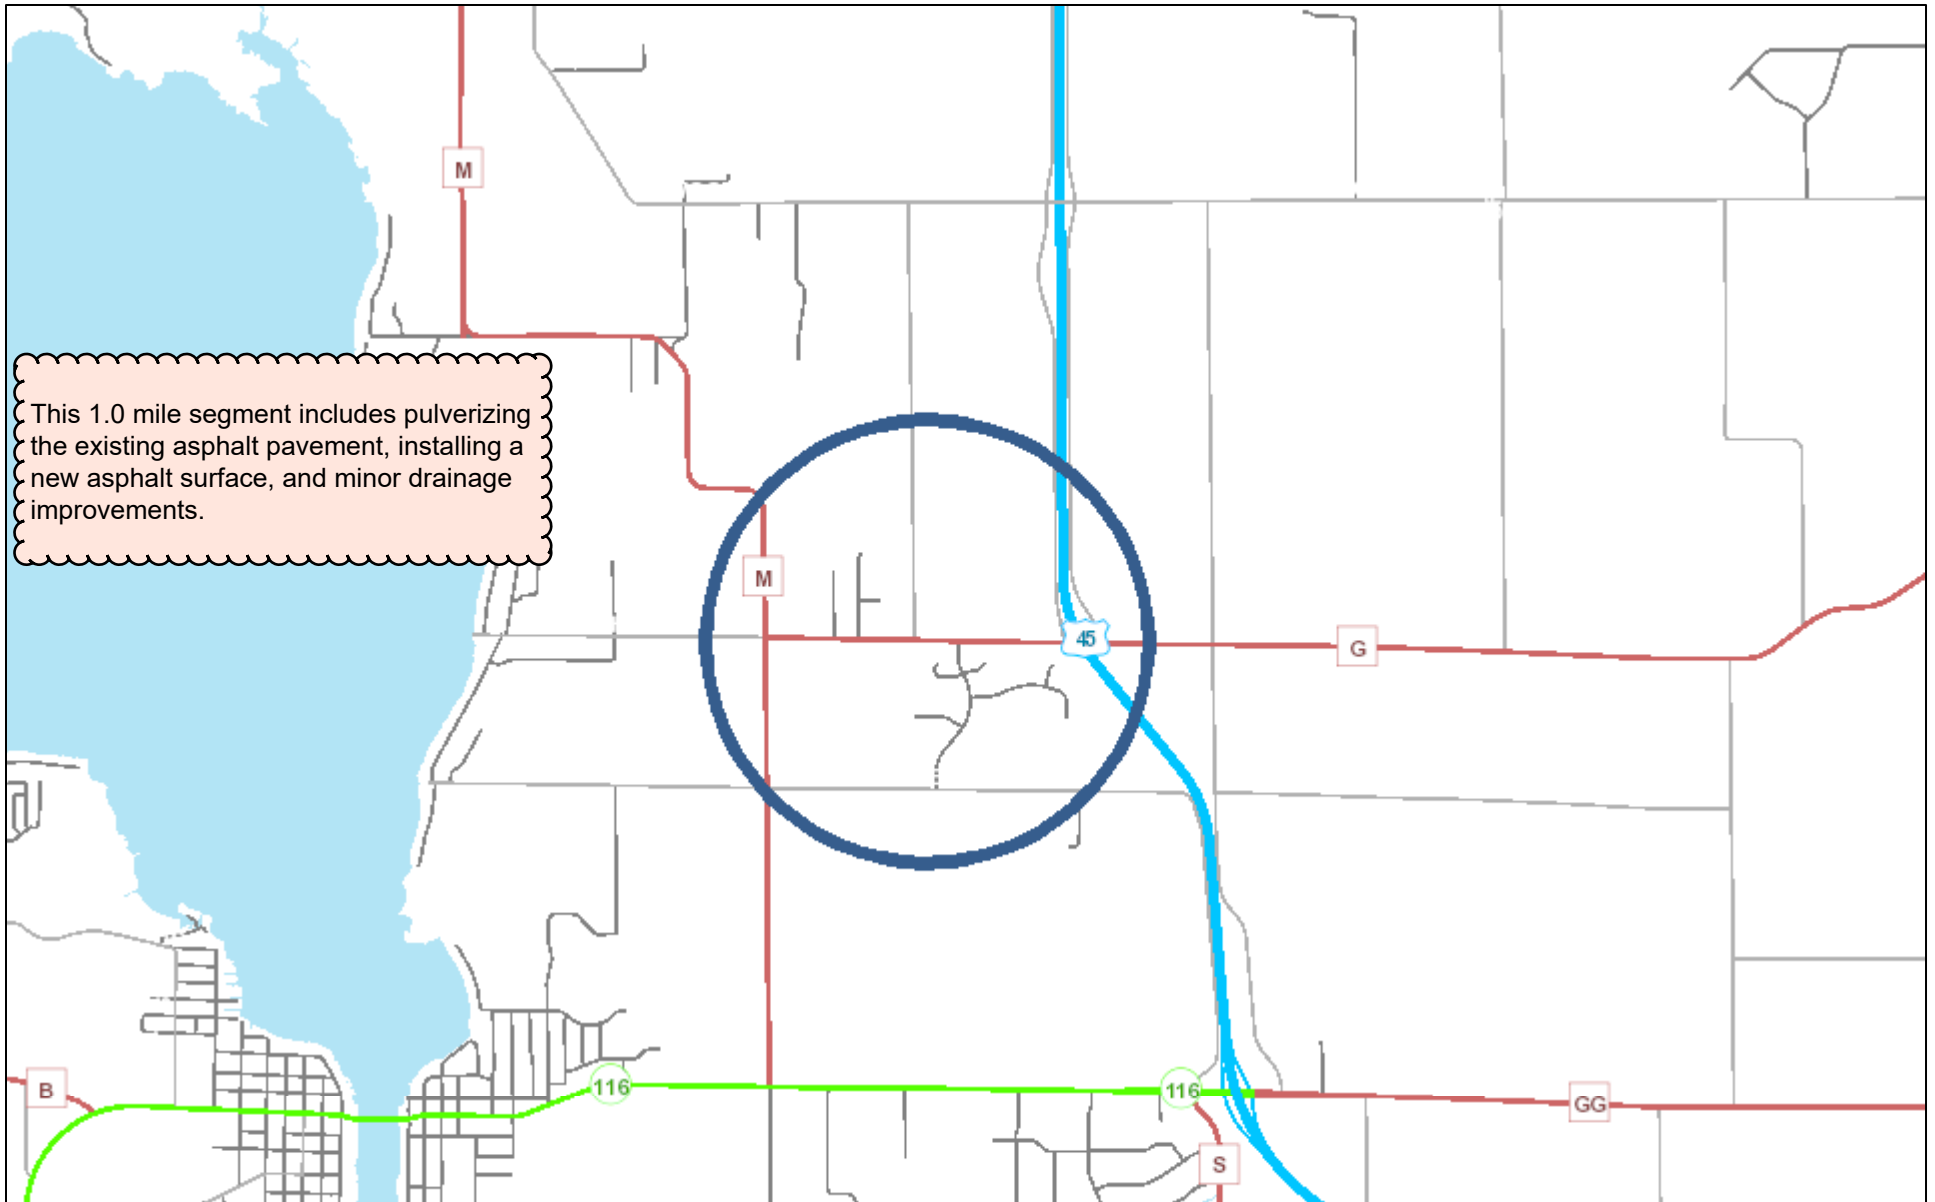 M
This 1.0 mile segment includes pulverizing
the existing asphalt pavement, installing a
new asphalt surface, and minor drainage
improvements.
M
45
G
B
116
116
GG
S